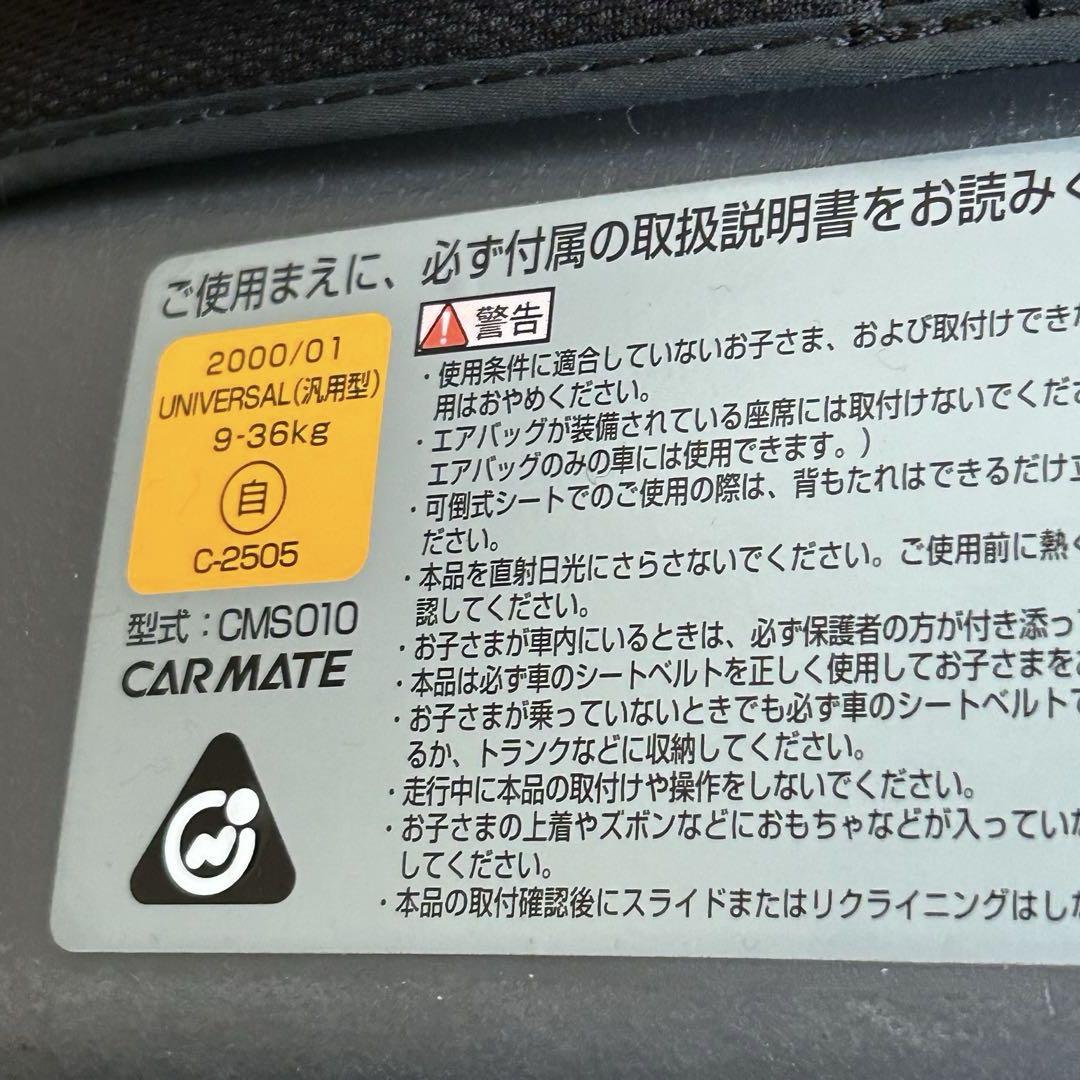 ご使用まえに、必ず付属の取扱説明書をお読みく
2000/01
UNIVERSAL(汎用型)
9-36kg
自
C-2505
型式：CMS010
CARMATE
警告
・使用条件に適合していないお子さま、および取付けできな
用はおやめください。
・エアバッグが装備されている座席には取付けないでくださ
エアバッグのみの車には使用できます。)
・可倒式シートでのご使用の際は、背もたれはできるだけ立
ださい。
・本品を直射日光にさらさないでください。ご使用前に熱く
認してください。
・お子さまが車内にいるときは、必ず保護者の方が付き添っ
・本品は必ず車のシートベルトを正しく使用してお子さまを
・お子さまが乗っていないときでも必ず車のシートベルトで
るか、トランクなどに収納してください。
・走行中に本品の取付けや操作をしないでください。
・お子さまの上着やズボンなどにおもちゃなどが入っていな
してください。
・本品の取付確認後にスライドまたはリクライニングはしな